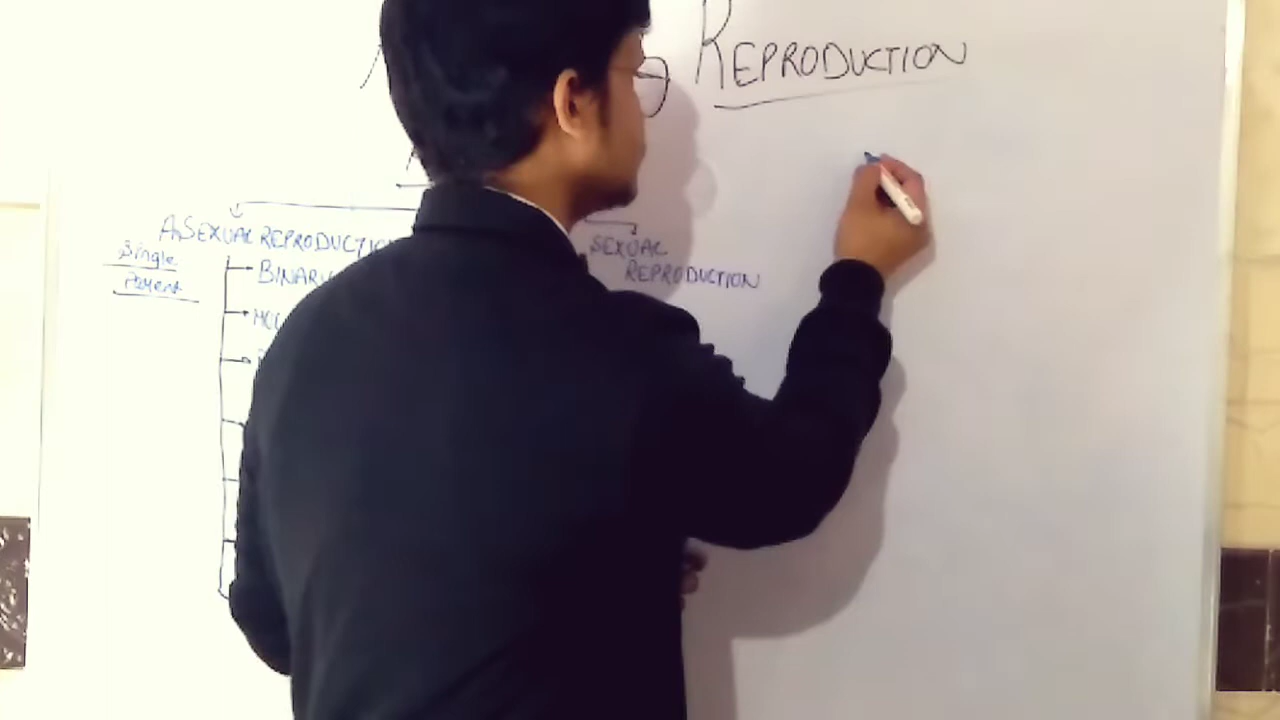 REPRODUCTION
ASEXUAL REPRODUCTION
Single
Parent
BINARY
SEXUAL
REPRODUCTION